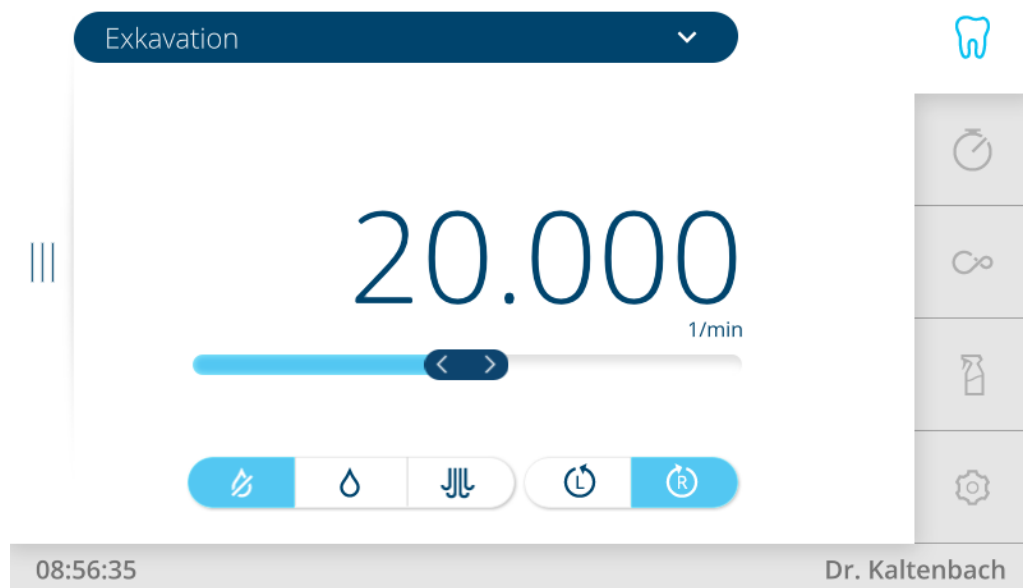 Exkavation
20.000
1/min
L
R
08:56:35
Dr. Kaltenbach